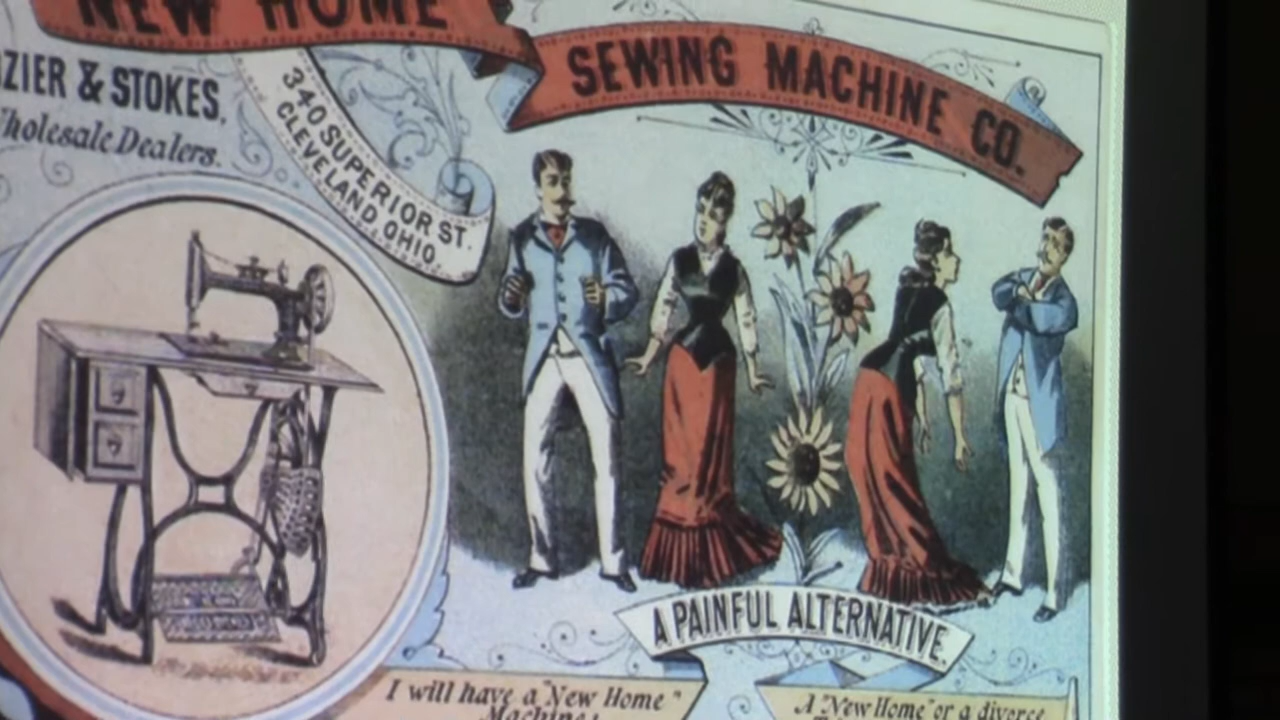 NEW HOME
SEWING MACHINE CO.
ZIER & STOKES,
Wholesale Dealers.
340 SUPERIOR ST.
CLEVELAND, OHIO.
A PAINFUL ALTERNATIVE.
I will have a "New Home"
Machine!
A "New Home" or a divorce